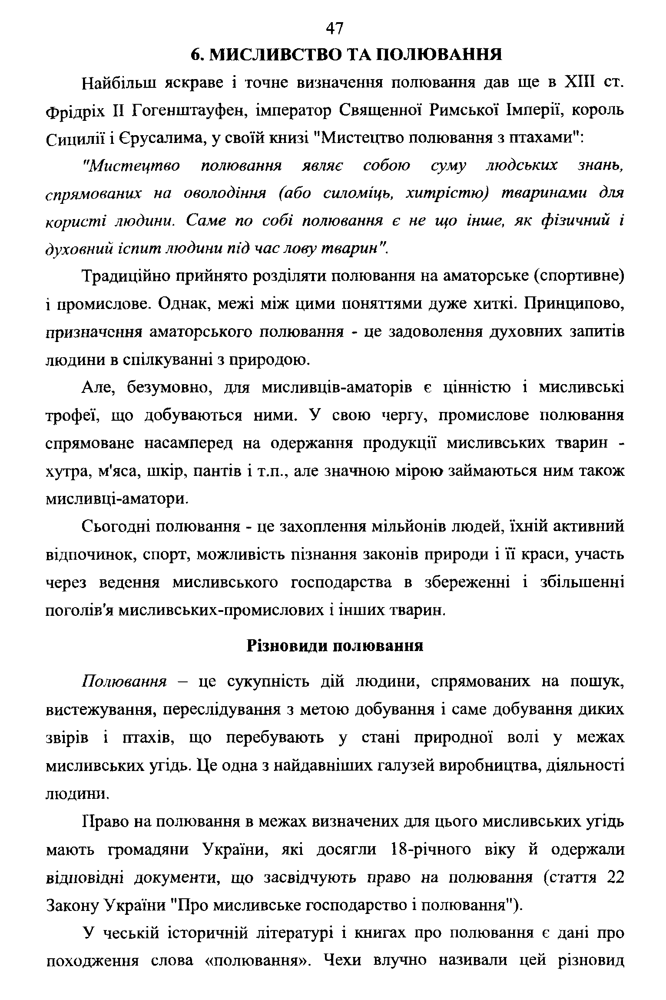 47
6. МИСЛИВСТВО ТА ПОЛЮВАННЯ
Найбільш яскраве і точне визначення полювання дав ще в XIII ст.
Фрідріх II Гогенштауфен, імператор Священної Римської Імперії, король
Сицилії і Єрусалима, у своїй книзі "Мистецтво полювання з птахами":
"Мистецтво полювання являє собою суму людських знань,
спрямованих на оволодіння (або силоміць, хитрістю) тваринами для
користі людини. Саме по собі полювання є не що інше, як фізичний і
духовний іспит людини під час лову тварин".
Традиційно прийнято розділяти полювання на аматорське (спортивне)
і промислове. Однак, межі між цими поняттями дуже хиткі. Принципово,
призначення аматорського полювання - це задоволення духовних запитів
людини в спілкуванні з природою.
Але, безумовно, для мисливців-аматорів є цінністю і мисливські
трофеї, що добуваються ними. У свою чергу, промислове полювання
спрямоване насамперед на одержання продукції мисливських тварин -
хутра, м'яса, шкір, пантів і т.п., але значною мірою займаються ним також
мисливці-аматори.
Сьогодні полювання - це захоплення мільйонів людей, їхній активний
відпочинок, спорт, можливість пізнання законів природи і її краси, участь
через ведення мисливського господарства в збереженні і збільшенні
поголів'я мисливських-промислових і інших тварин.
Різновиди полювання
Полювання – це сукупність дій людини, спрямованих на пошук,
вистежування, переслідування з метою добування і саме добування диких
звірів і птахів, що перебувають у стані природної волі у межах
мисливських угідь. Це одна з найдавніших галузей виробництва, діяльності
людини.
Право на полювання в межах визначених для цього мисливських угідь
мають громадяни України, які досягли 18-річного віку й одержали
відповідні документи, що засвідчують право на полювання (стаття 22
Закону України "Про мисливське господарство і полювання").
У чеській історичній літературі і книгах про полювання є дані про
походження слова «полювання». Чехи влучно називали цей різновид